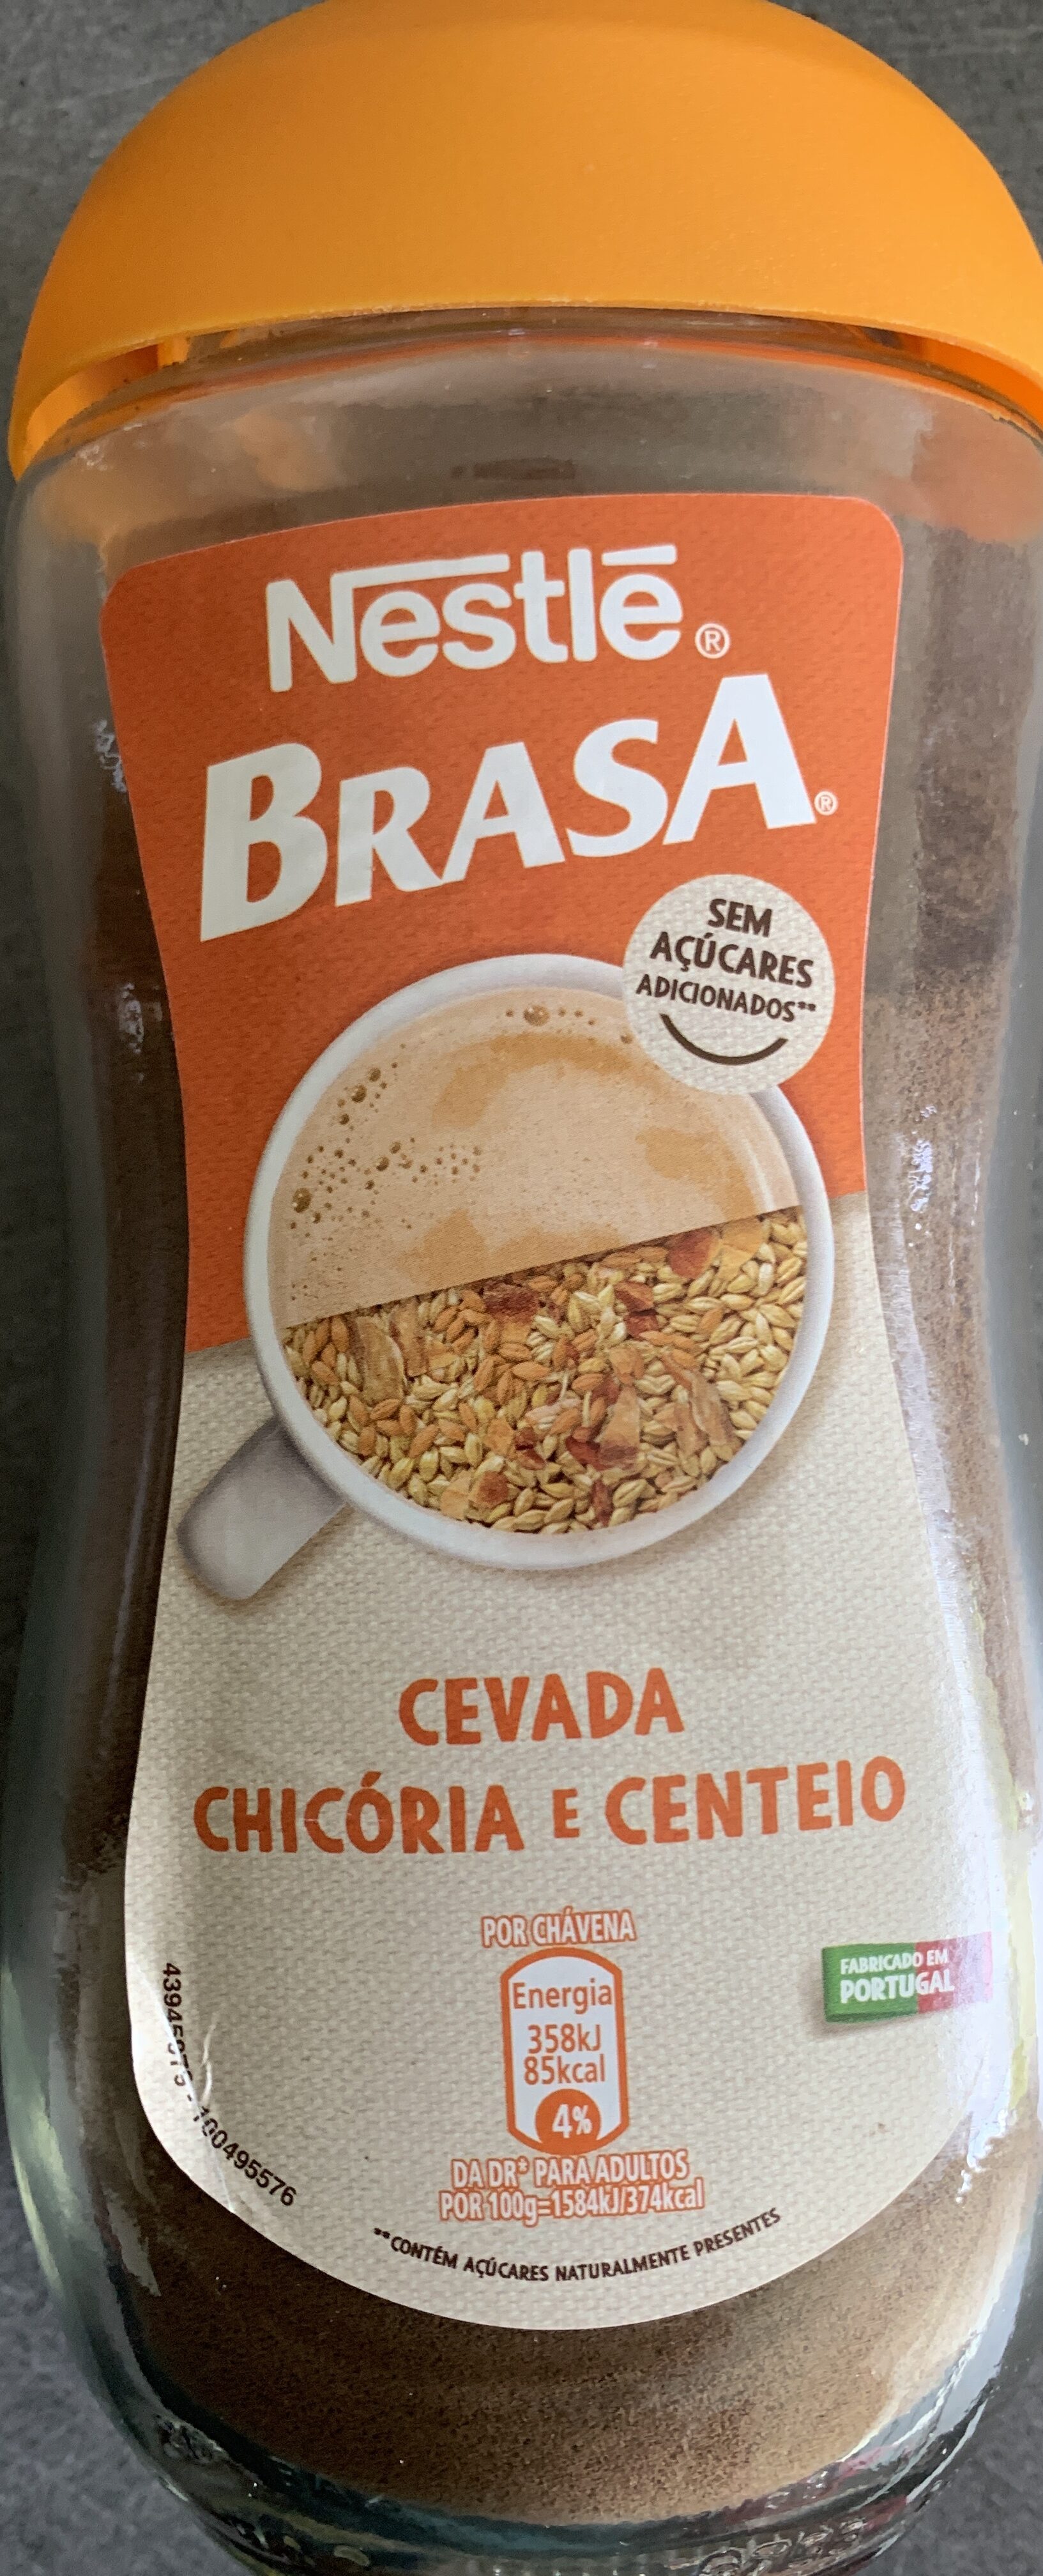 Nestlé®
BRASA®
SEM
AÇÚCARES
ADICIONADOS**
CEVADA
CHICÓRIA E CENTEIO
POR CHÁVENA
Energia
358kJ
85kcal
4%
DA DR* PARA ADULTOS
POR 100g=1584kJ/374kcal
**CONTÉM AÇÚCARES NATURALMENTE PRESENTES
FABRICADO EM
PORTUGAL